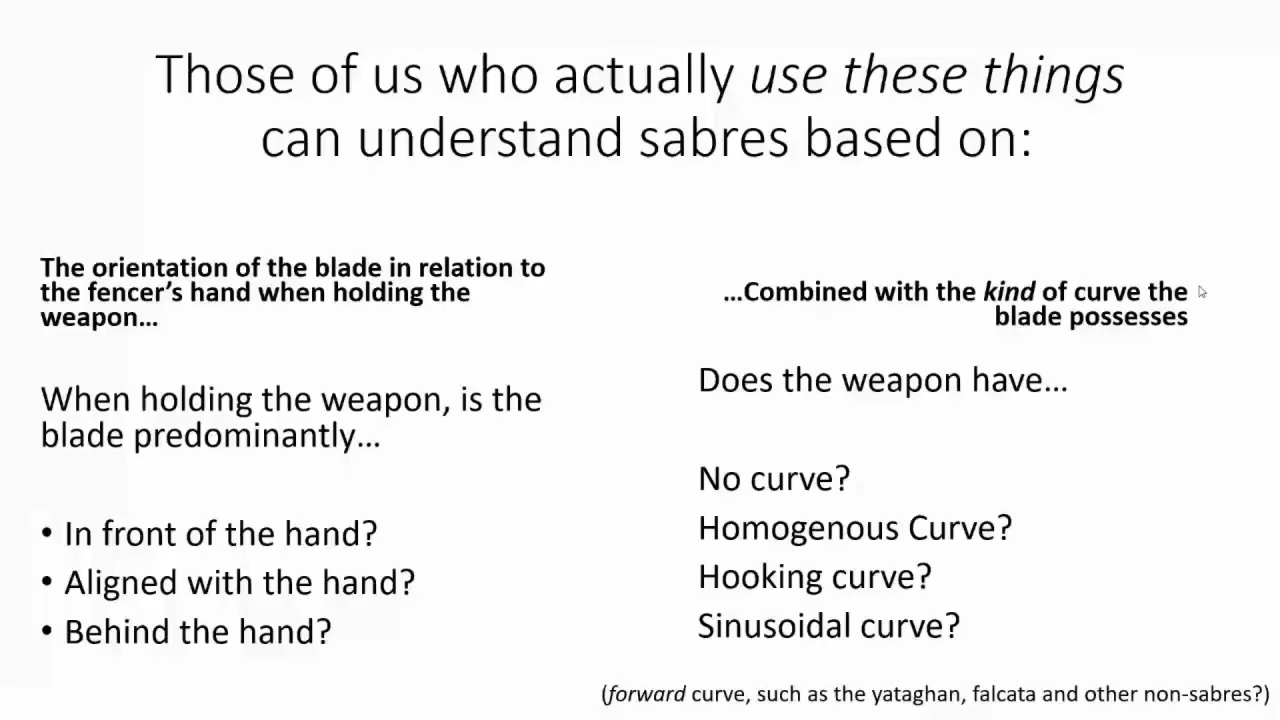 Those of us who actually use these things
can understand sabres based on:
The orientation of the blade in relation to
the fencer’s hand when holding the
weapon…
When holding the weapon, is the
blade predominantly…
• In front of the hand?
• Aligned with the hand?
• Behind the hand?
…Combined with the kind of curve the
blade possesses
Does the weapon have…
No curve?
Homogenous Curve?
Hooking curve?
Sinusoidal curve?
(forward curve, such as the yataghan, falcata and other non-sabres?)